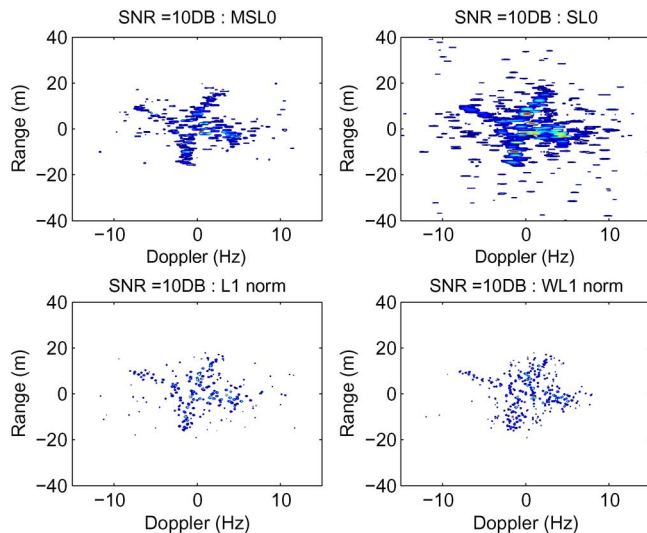 SNR =10DB : MSL0
40
20
0
−20
−40
Range (m)
−10 0 10
Doppler (Hz)
SNR =10DB : SL0
40
20
0
−20
−40
Range (m)
−10 0 10
Doppler (Hz)
SNR =10DB : L1 norm
40
20
0
−20
−40
Range (m)
−10 0 10
Doppler (Hz)
SNR =10DB : WL1 norm
40
20
0
−20
−40
Range (m)
−10 0 10
Doppler (Hz)